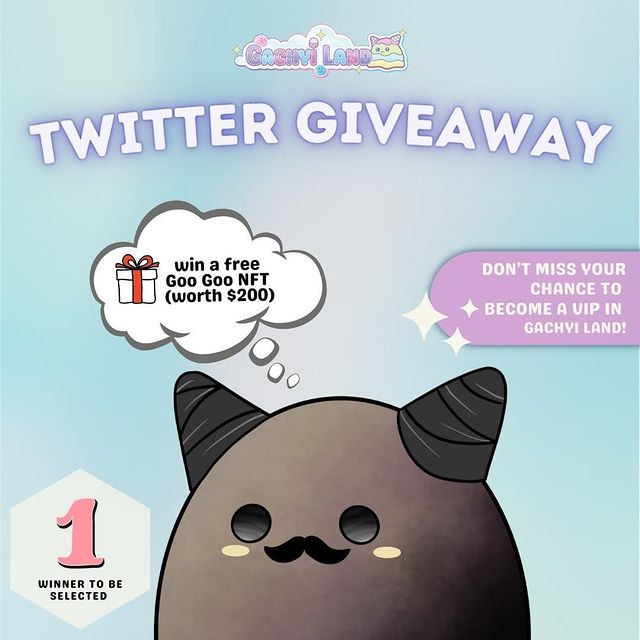 GACHYI LAND
TWITTER GIVEAWAY
win a free
Goo Goo NFT
(worth $200)
DON'T MISS YOUR
CHANCE TO
BECOME A VIP IN
GACHYI LAND!
1
WINNER TO BE
SELECTED